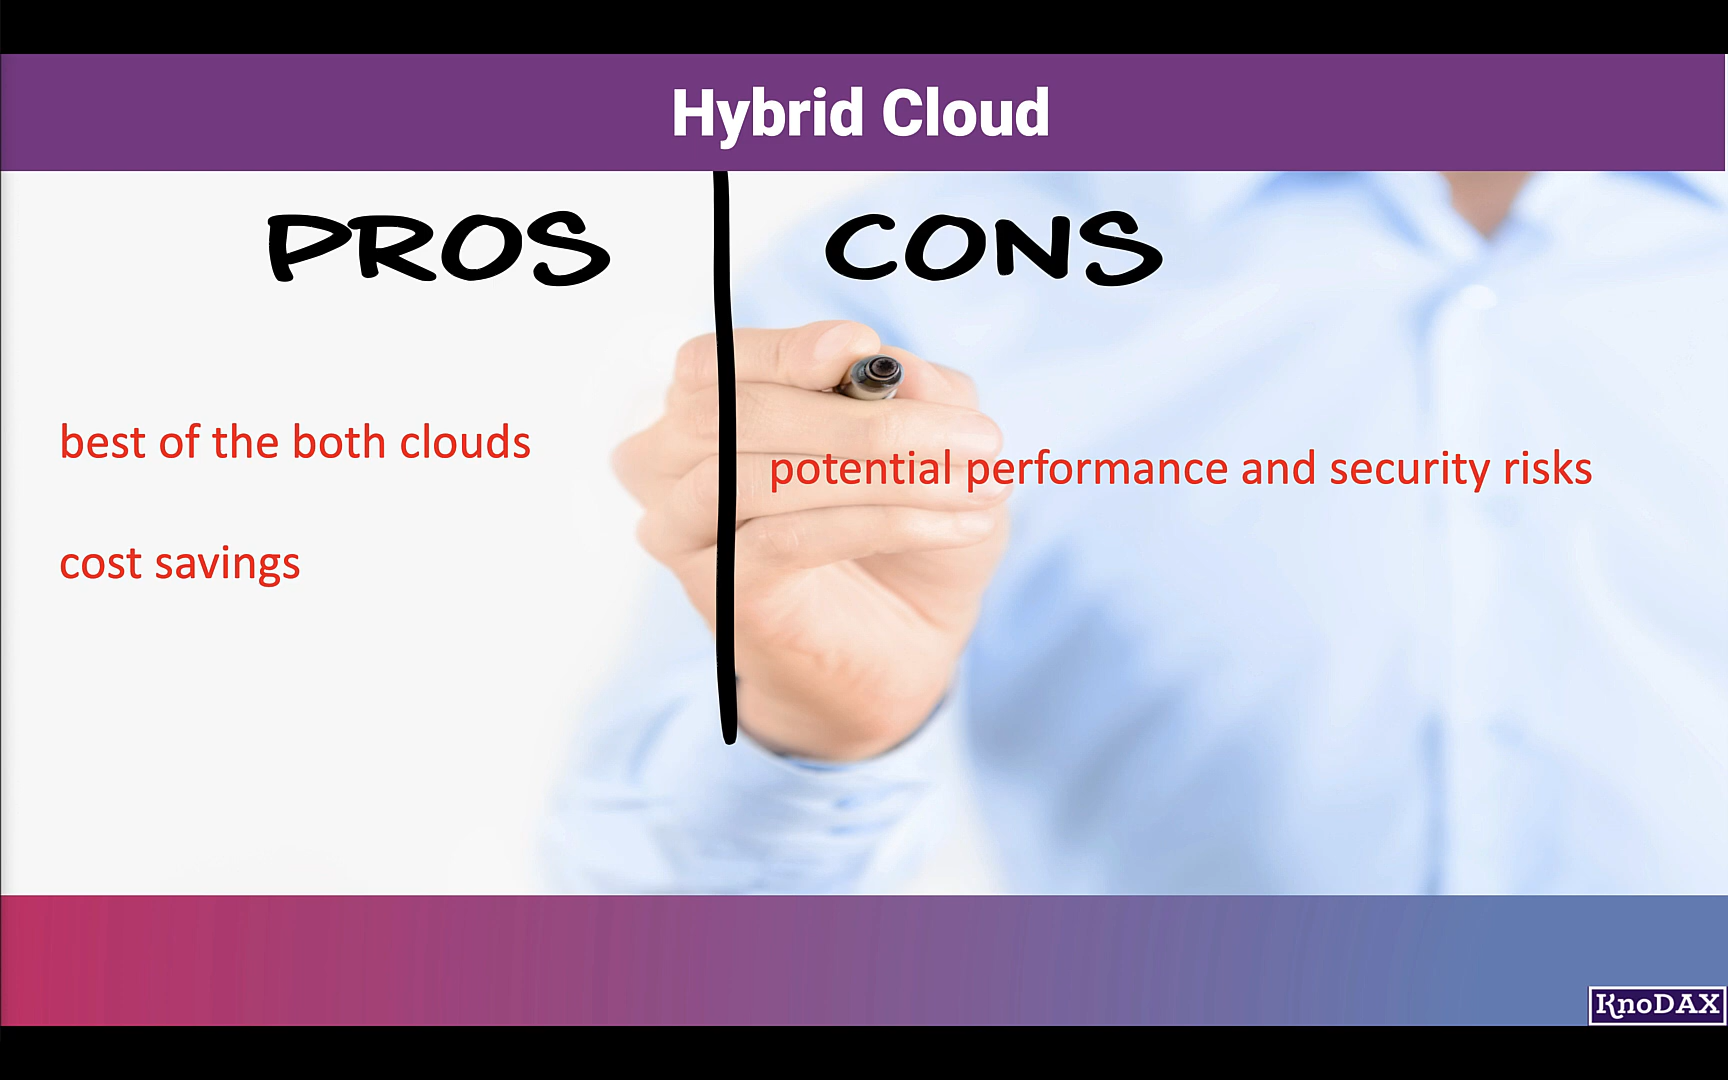 Hybrid Cloud
PROS
CONS
best of the both clouds
potential performance and security risks
cost savings
KnoDAX